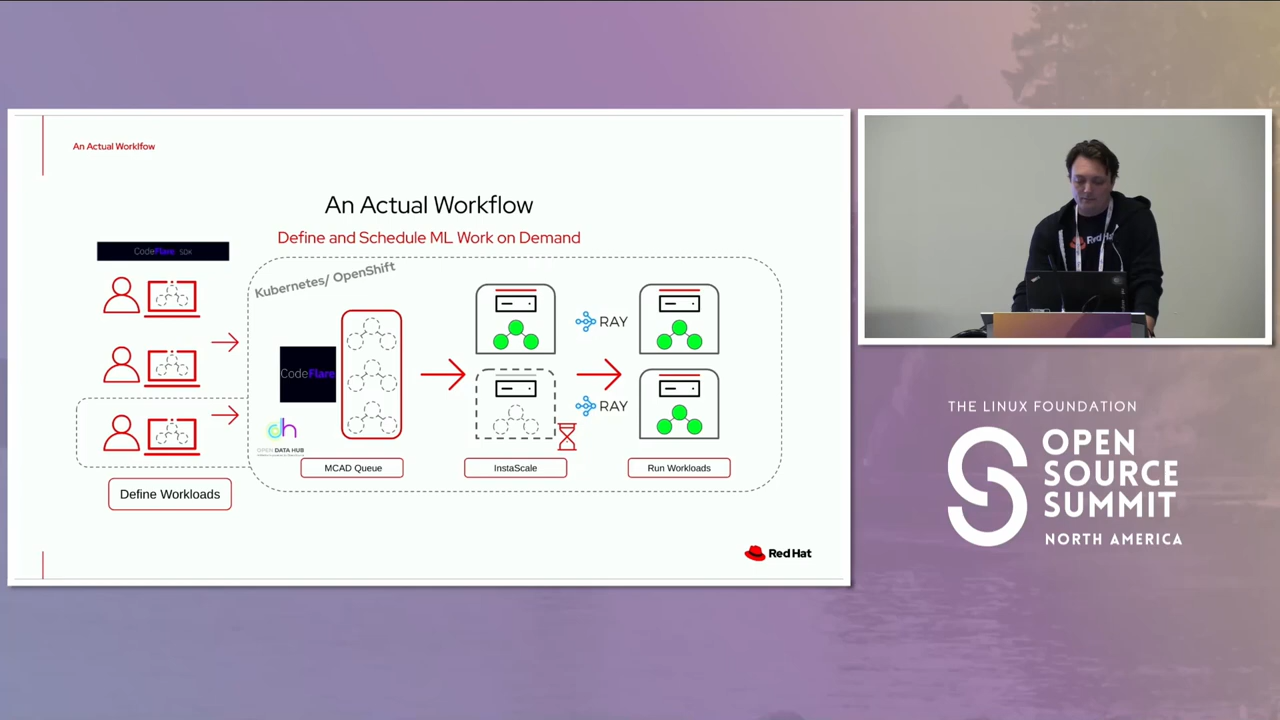 An Actual Worklfow
An Actual Workflow
Define and Schedule ML Work on Demand
CodeFlare SDK
Kubernetes/ OpenShift
CodeFlare
RAY
RAY
OPEN DATA HUB
MCAD Queue
InstaScale
Run Workloads
Define Workloads
Red Hat
Red Hat
THE LINUX FOUNDATION
OPEN
SOURCE
SUMMIT
NORTH AMERICA